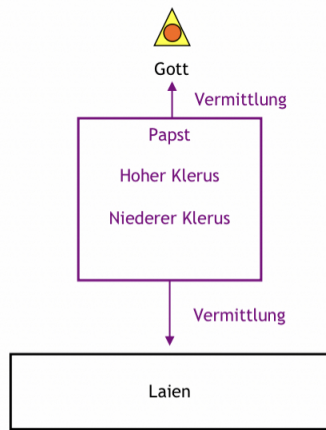 Gott
Vermittlung
Papst
Hoher Klerus
Niederer Klerus
Vermittlung
Laien